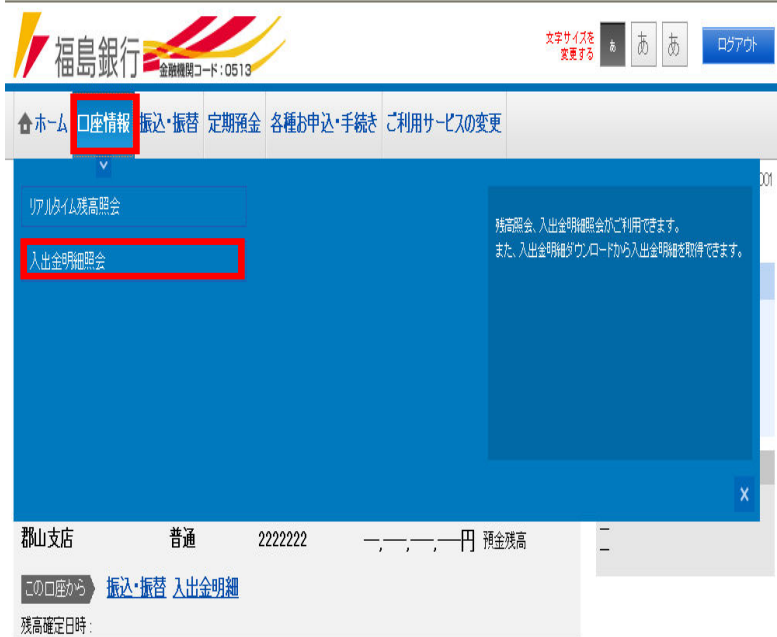 福島銀行 金融機関コード:0513
文字サイズを
変更する
あ あ あ
ログアウト
ホーム 口座情報 振込・振替 定期預金 各種お申込・手続き ご利用サービスの変更
001
リアルタイム残高照会
入出金明細照会
残高照会、入出金明細照会がご利用できます。
また、入出金明細ダウンロードから入出金明細を取得できます。
x
郡山支店 普通 2222222 ―,―,―,―円 預金残高
この口座から 振込・振替 入出金明細
残高確定日時: